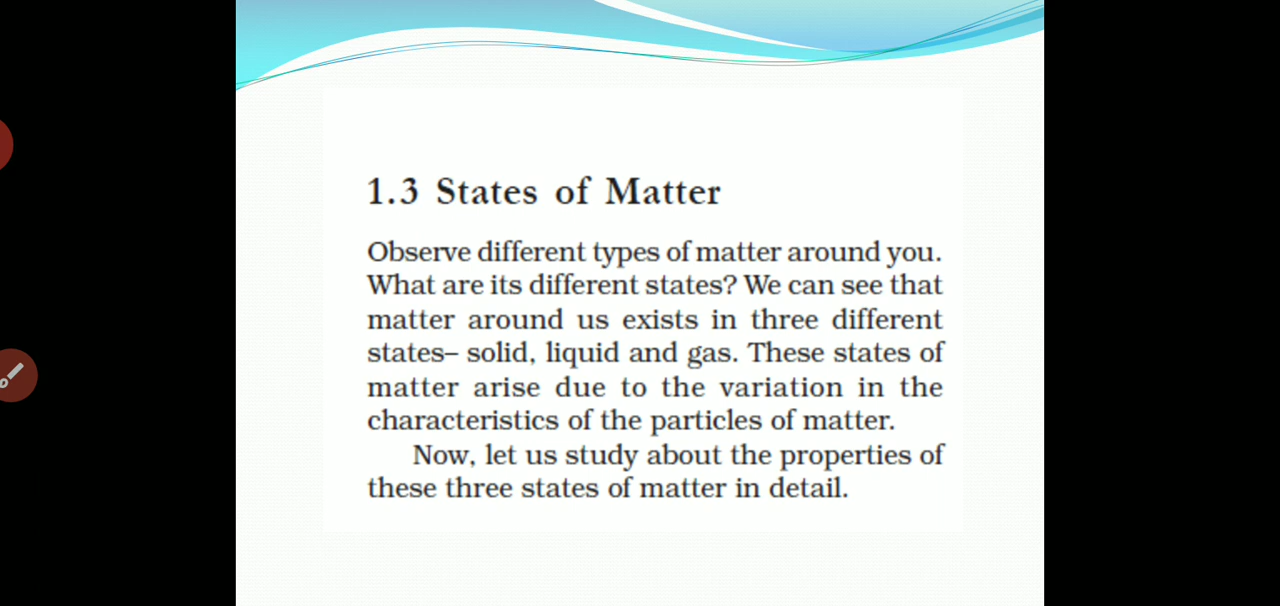 1.3 States of Matter
Observe different types of matter around you.
What are its different states? We can see that
matter around us exists in three different
states– solid, liquid and gas. These states of
matter arise due to the variation in the
characteristics of the particles of matter.
Now, let us study about the properties of
these three states of matter in detail.